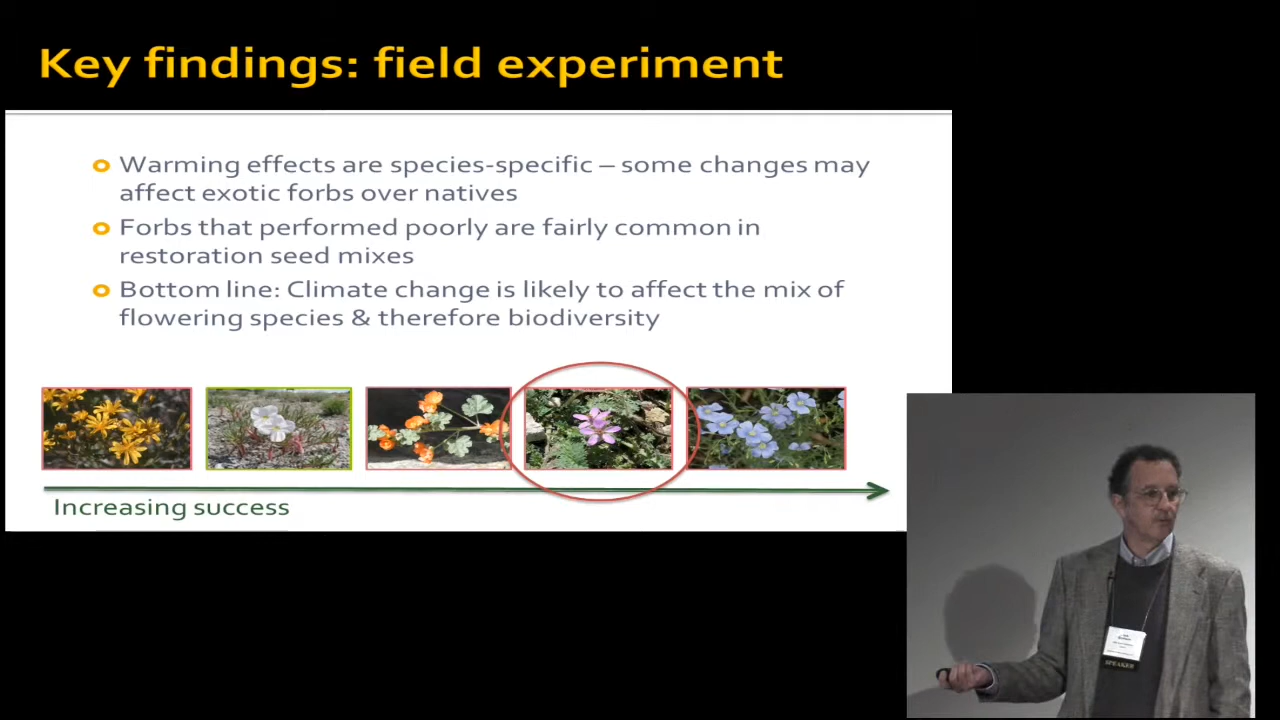 Key findings: field experiment
Warming effects are species-specific – some changes may
affect exotic forbs over natives
Forbs that performed poorly are fairly common in
restoration seed mixes
Bottom line: Climate change is likely to affect the mix of
flowering species & therefore biodiversity
Increasing success
SPEAKER